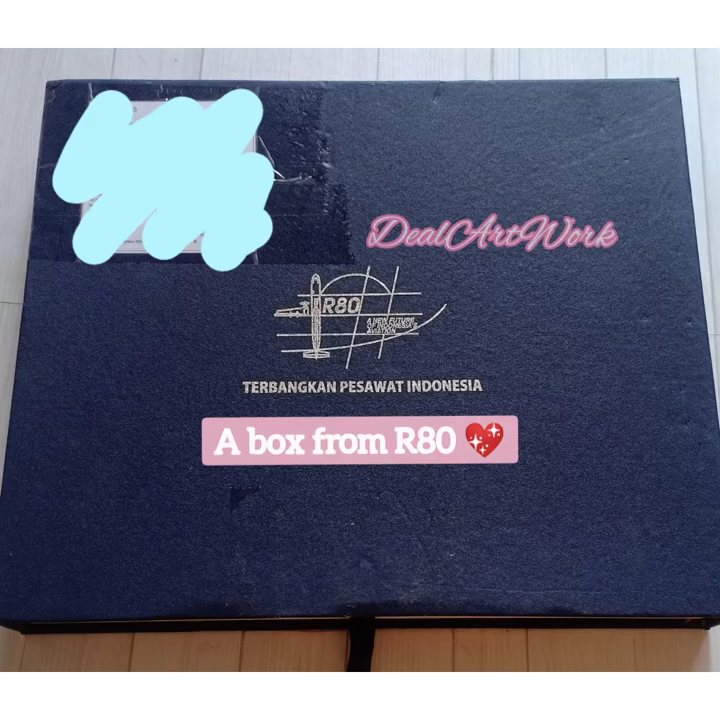 DealArtWork
R80
A NEW FUTURE
OF INDONESIA'S
AVIATION
TERBANGKAN PESAWAT INDONESIA
A box from R80 💖